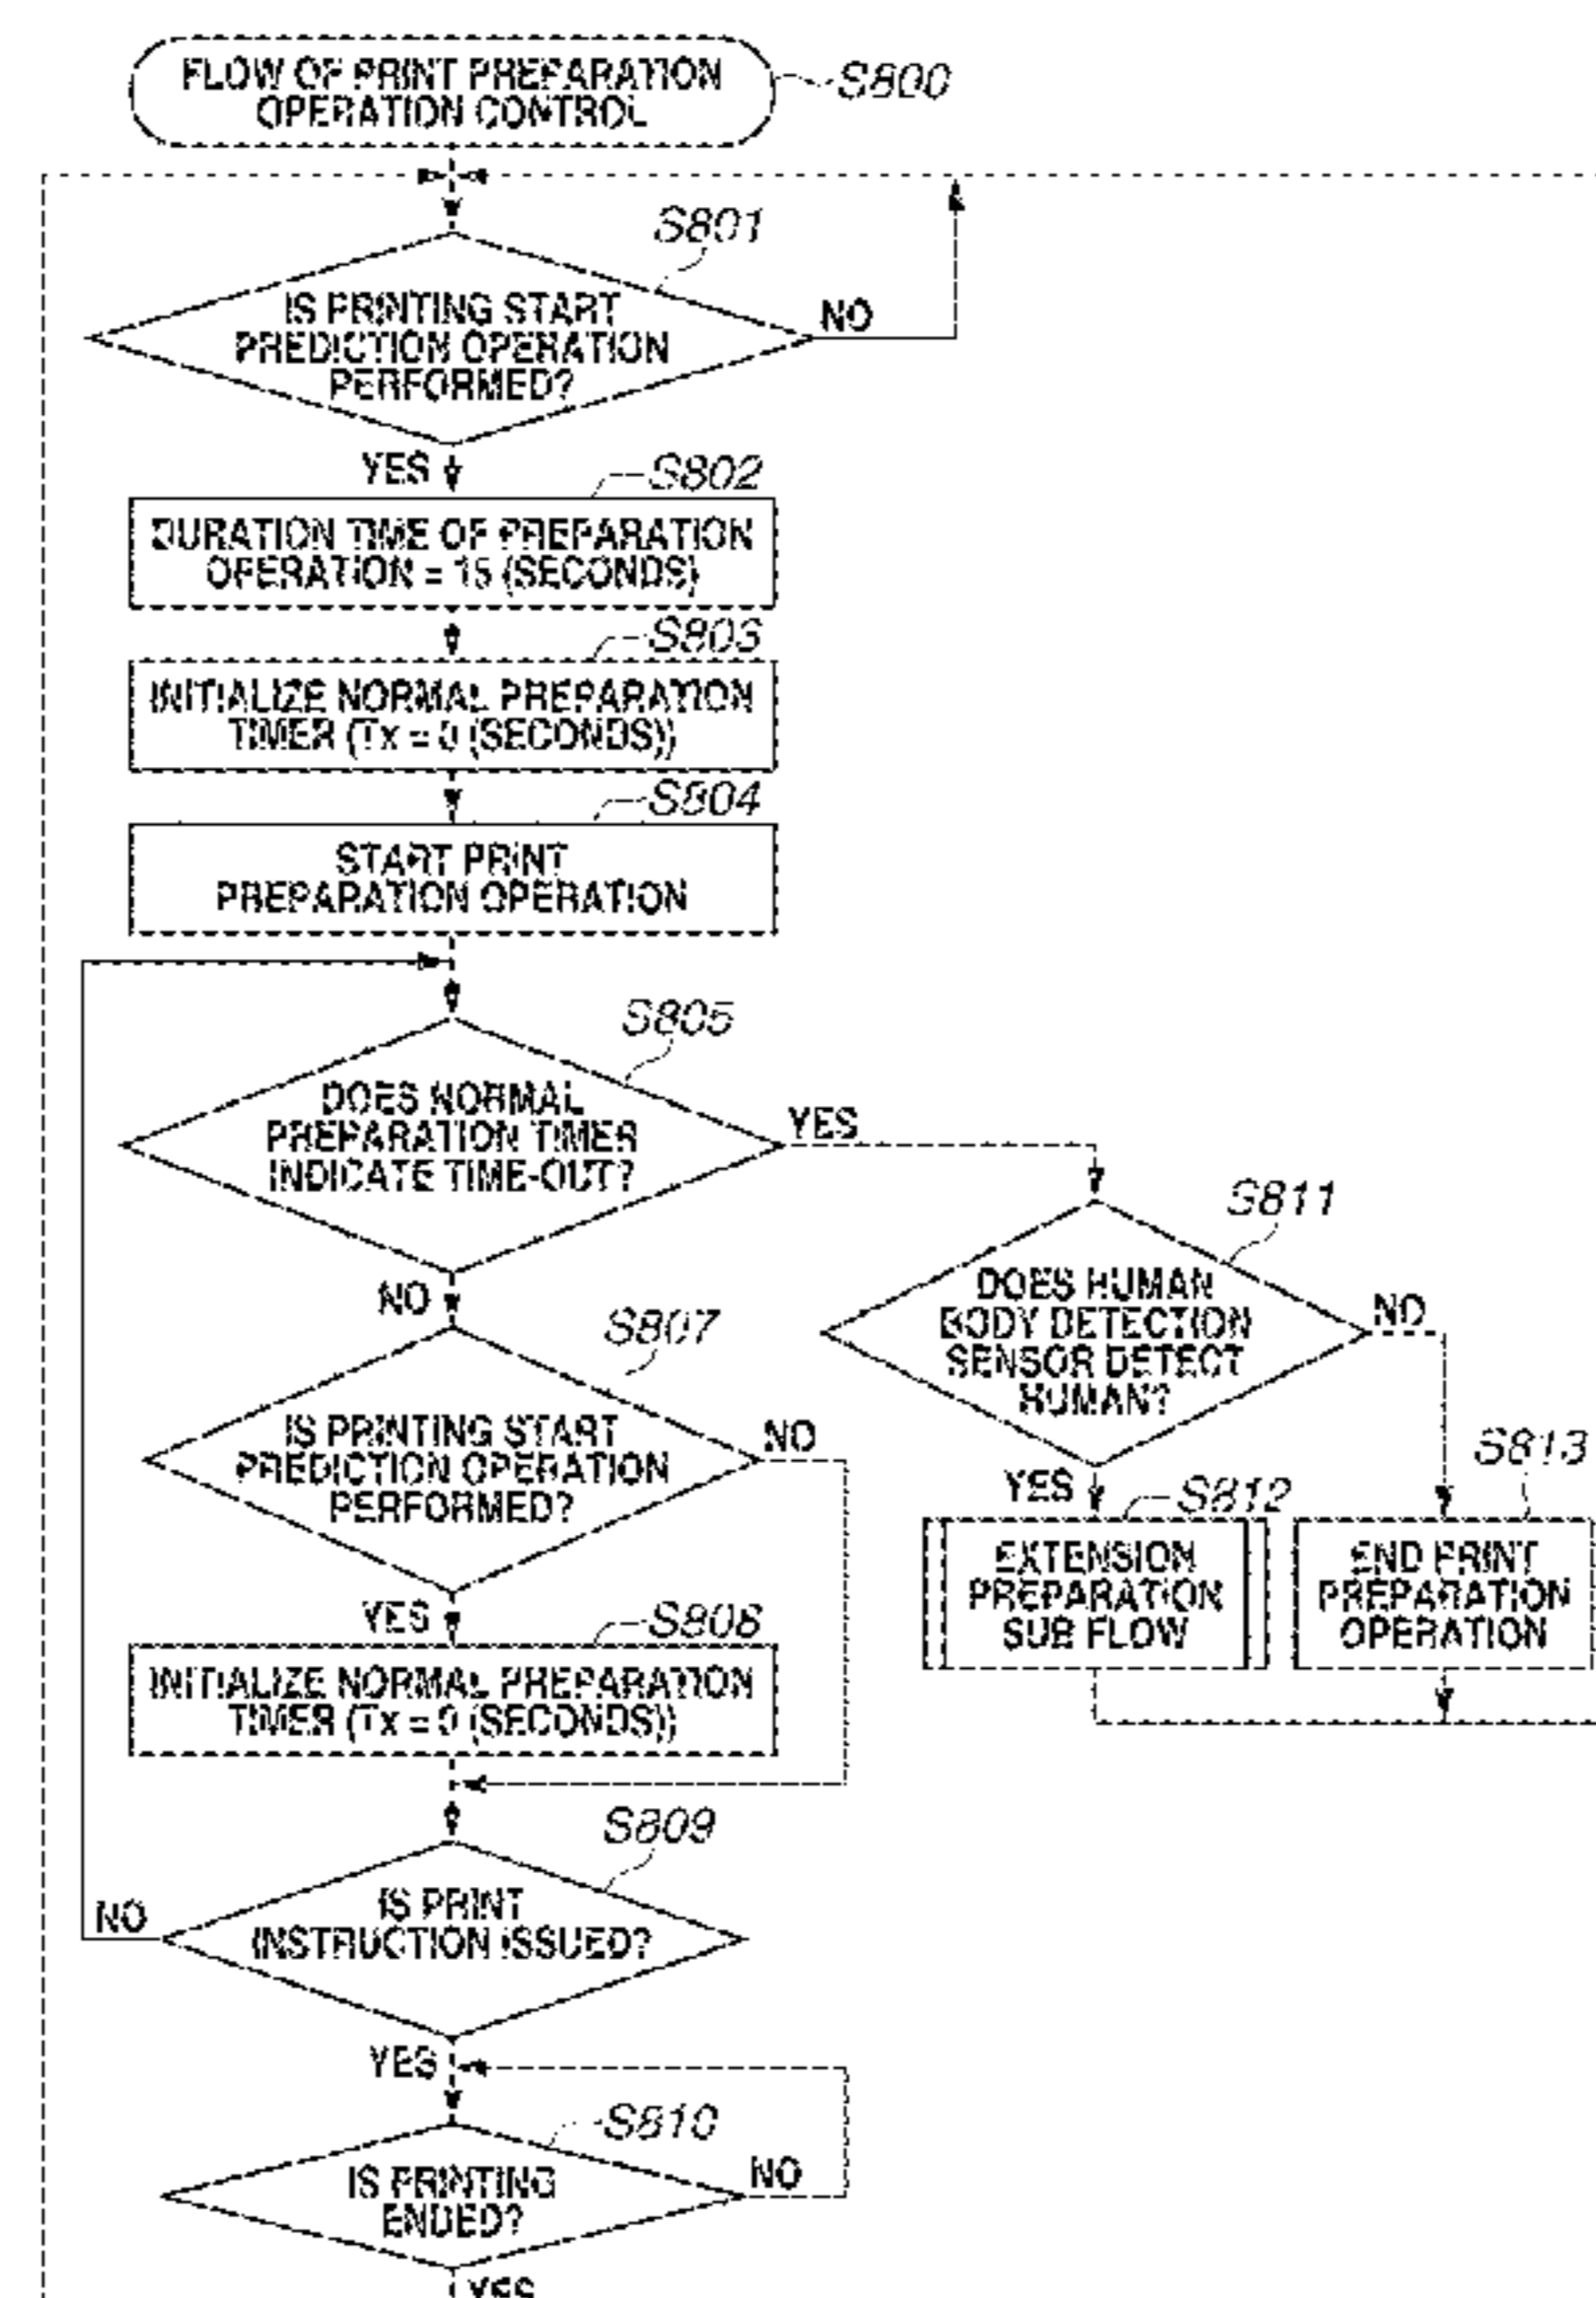 FLOW OF PRINT PREPARATION
OPERATION CONTROL
S800
S801
IS PRINTING START
PREDICTION OPERATION
PERFORMED?
NO
YES
S802
DURATION TIME OF PREPARATION
OPERATION = 15 (SECONDS)
S803
INITIALIZE NORMAL PREPARATION
TIMER (Tx = 0 (SECONDS))
S804
START PRINT
PREPARATION OPERATION
S805
DOES NORMAL
PREPARATION TIMER
INDICATE TIME-OUT?
YES
NO
S811
DOES HUMAN
BODY DETECTION
SENSOR DETECT
HUMAN?
NO
YES
S807
IS PRINTING START
PREDICTION OPERATION
PERFORMED?
NO
YES
S812
EXTENSION
PREPARATION
SUB FLOW
S813
END PRINT
PREPARATION
OPERATION
S808
INITIALIZE NORMAL PREPARATION
TIMER (Tx = 0 (SECONDS))
S809
IS PRINT
INSTRUCTION ISSUED?
NO
YES
S810
IS PRINTING
ENDED?
NO
YES